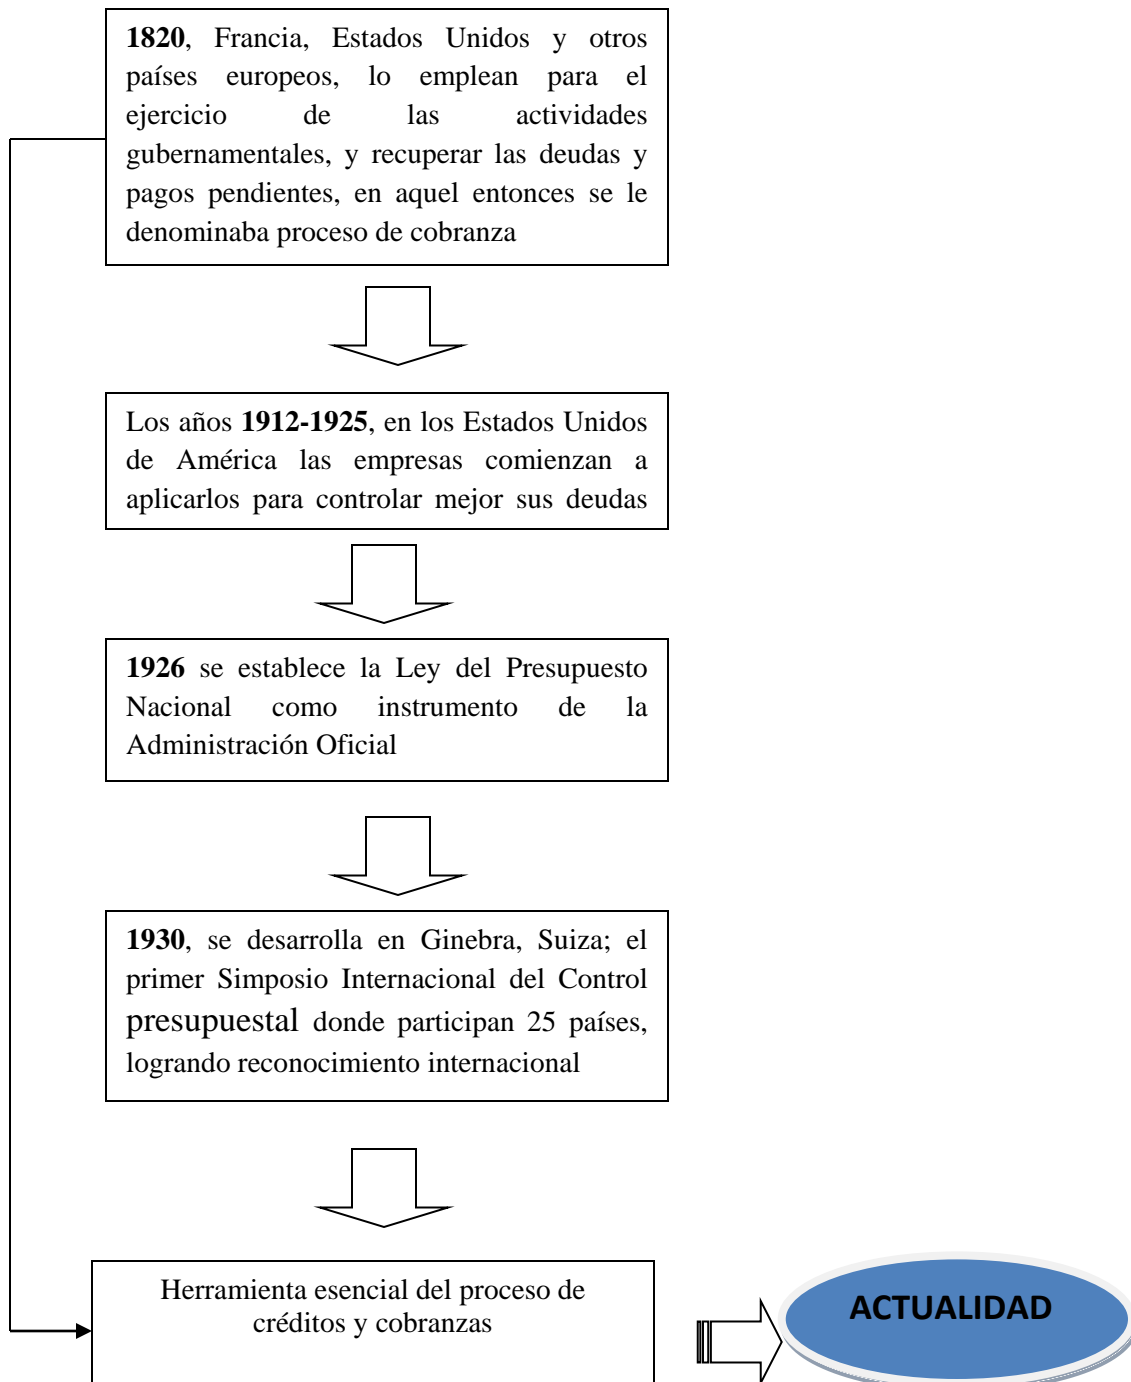 1820, Francia, Estados Unidos y otros
países europeos, lo emplean para el
ejercicio de las actividades
gubernamentales, y recuperar las deudas y
pagos pendientes, en aquel entonces se le
denominaba proceso de cobranza
Los años 1912-1925, en los Estados Unidos
de América las empresas comienzan a
aplicarlos para controlar mejor sus deudas
1926 se establece la Ley del Presupuesto
Nacional como instrumento de la
Administración Oficial
1930, se desarrolla en Ginebra, Suiza; el
primer Simposio Internacional del Control
presupuestal donde participan 25 países,
logrando reconocimiento internacional
Herramienta esencial del proceso de
créditos y cobranzas
ACTUALIDAD